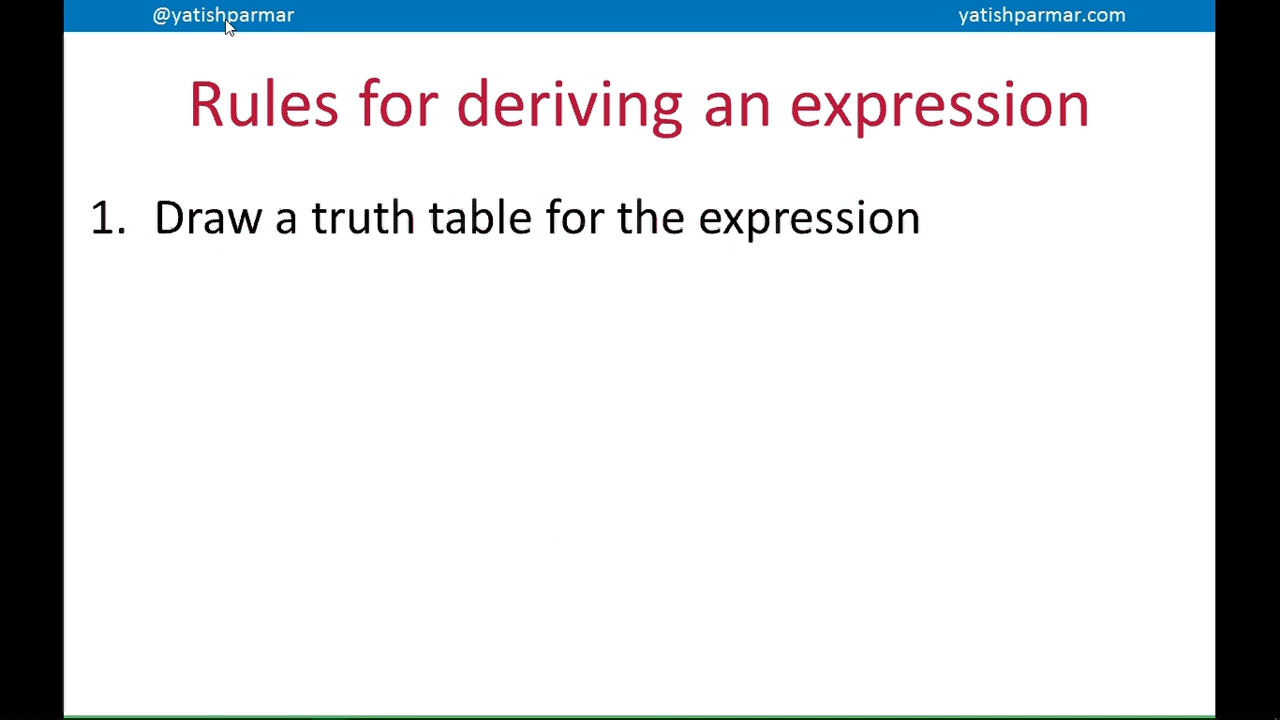 @yatishparmar yatishparmar.com
Rules for deriving an expression
1. Draw a truth table for the expression